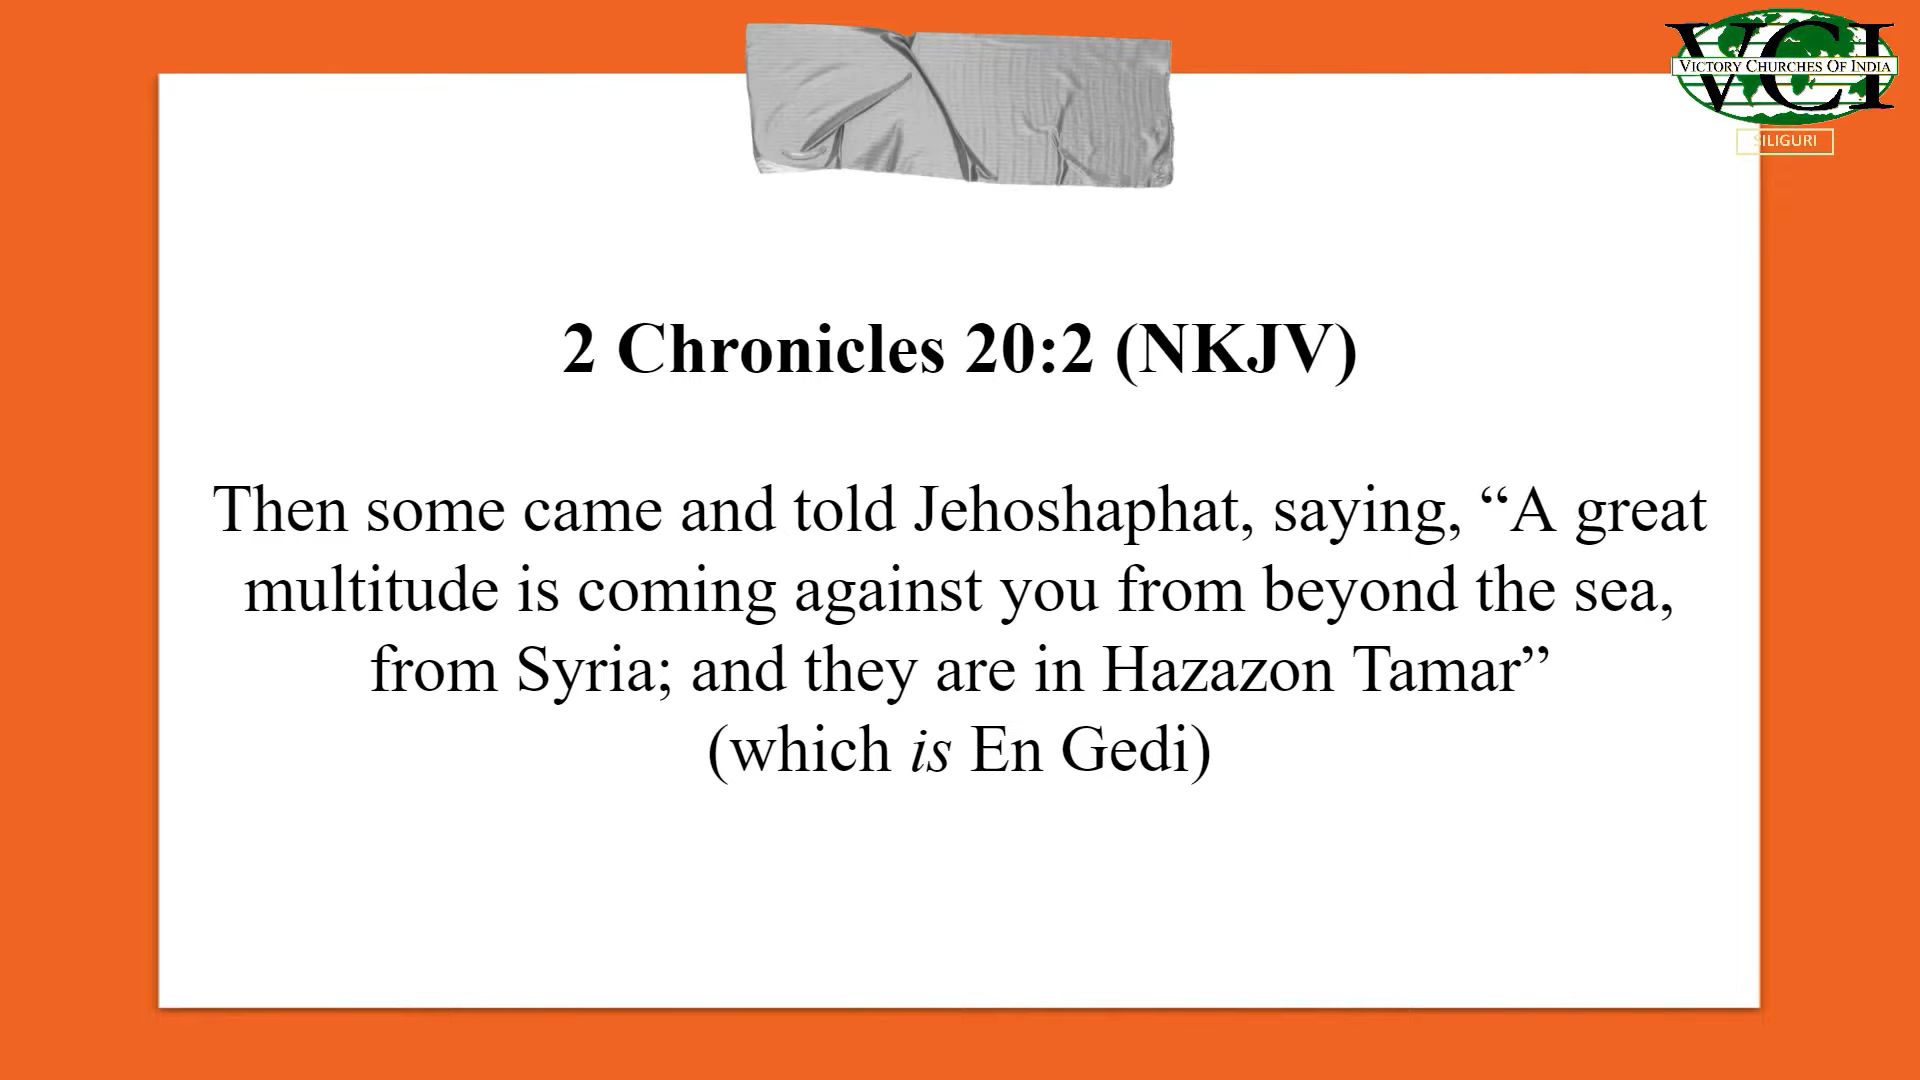 VCI
VICTORY CHURCHES OF INDIA
SILIGURI
2 Chronicles 20:2 (NKJV)
Then some came and told Jehoshaphat, saying, “A great
multitude is coming against you from beyond the sea,
from Syria; and they are in Hazazon Tamar”
(which is En Gedi)